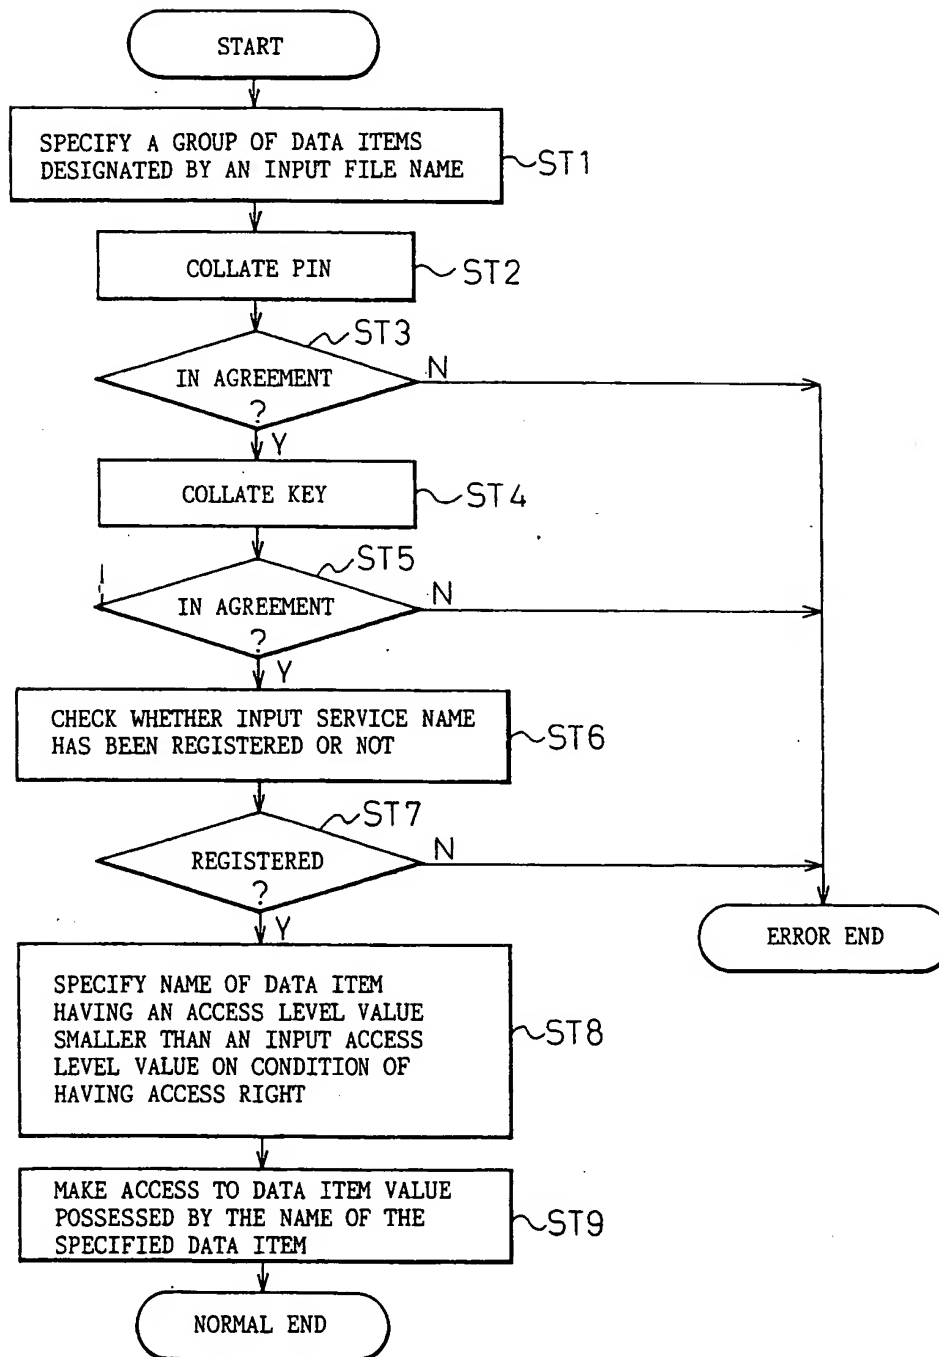 START
SPECIFY A GROUP OF DATA ITEMS
DESIGNATED BY AN INPUT FILE NAME
ST1
COLLATE PIN
ST2
ST3
IN AGREEMENT
?
N
Y
COLLATE KEY
ST4
ST5
IN AGREEMENT
?
N
Y
CHECK WHETHER INPUT SERVICE NAME
HAS BEEN REGISTERED OR NOT
ST6
ST7
REGISTERED
?
N
Y
ERROR END
SPECIFY NAME OF DATA ITEM
HAVING AN ACCESS LEVEL VALUE
SMALLER THAN AN INPUT ACCESS
LEVEL VALUE ON CONDITION OF
HAVING ACCESS RIGHT
ST8
MAKE ACCESS TO DATA ITEM VALUE
POSSESSED BY THE NAME OF THE
SPECIFIED DATA ITEM
ST9
NORMAL END